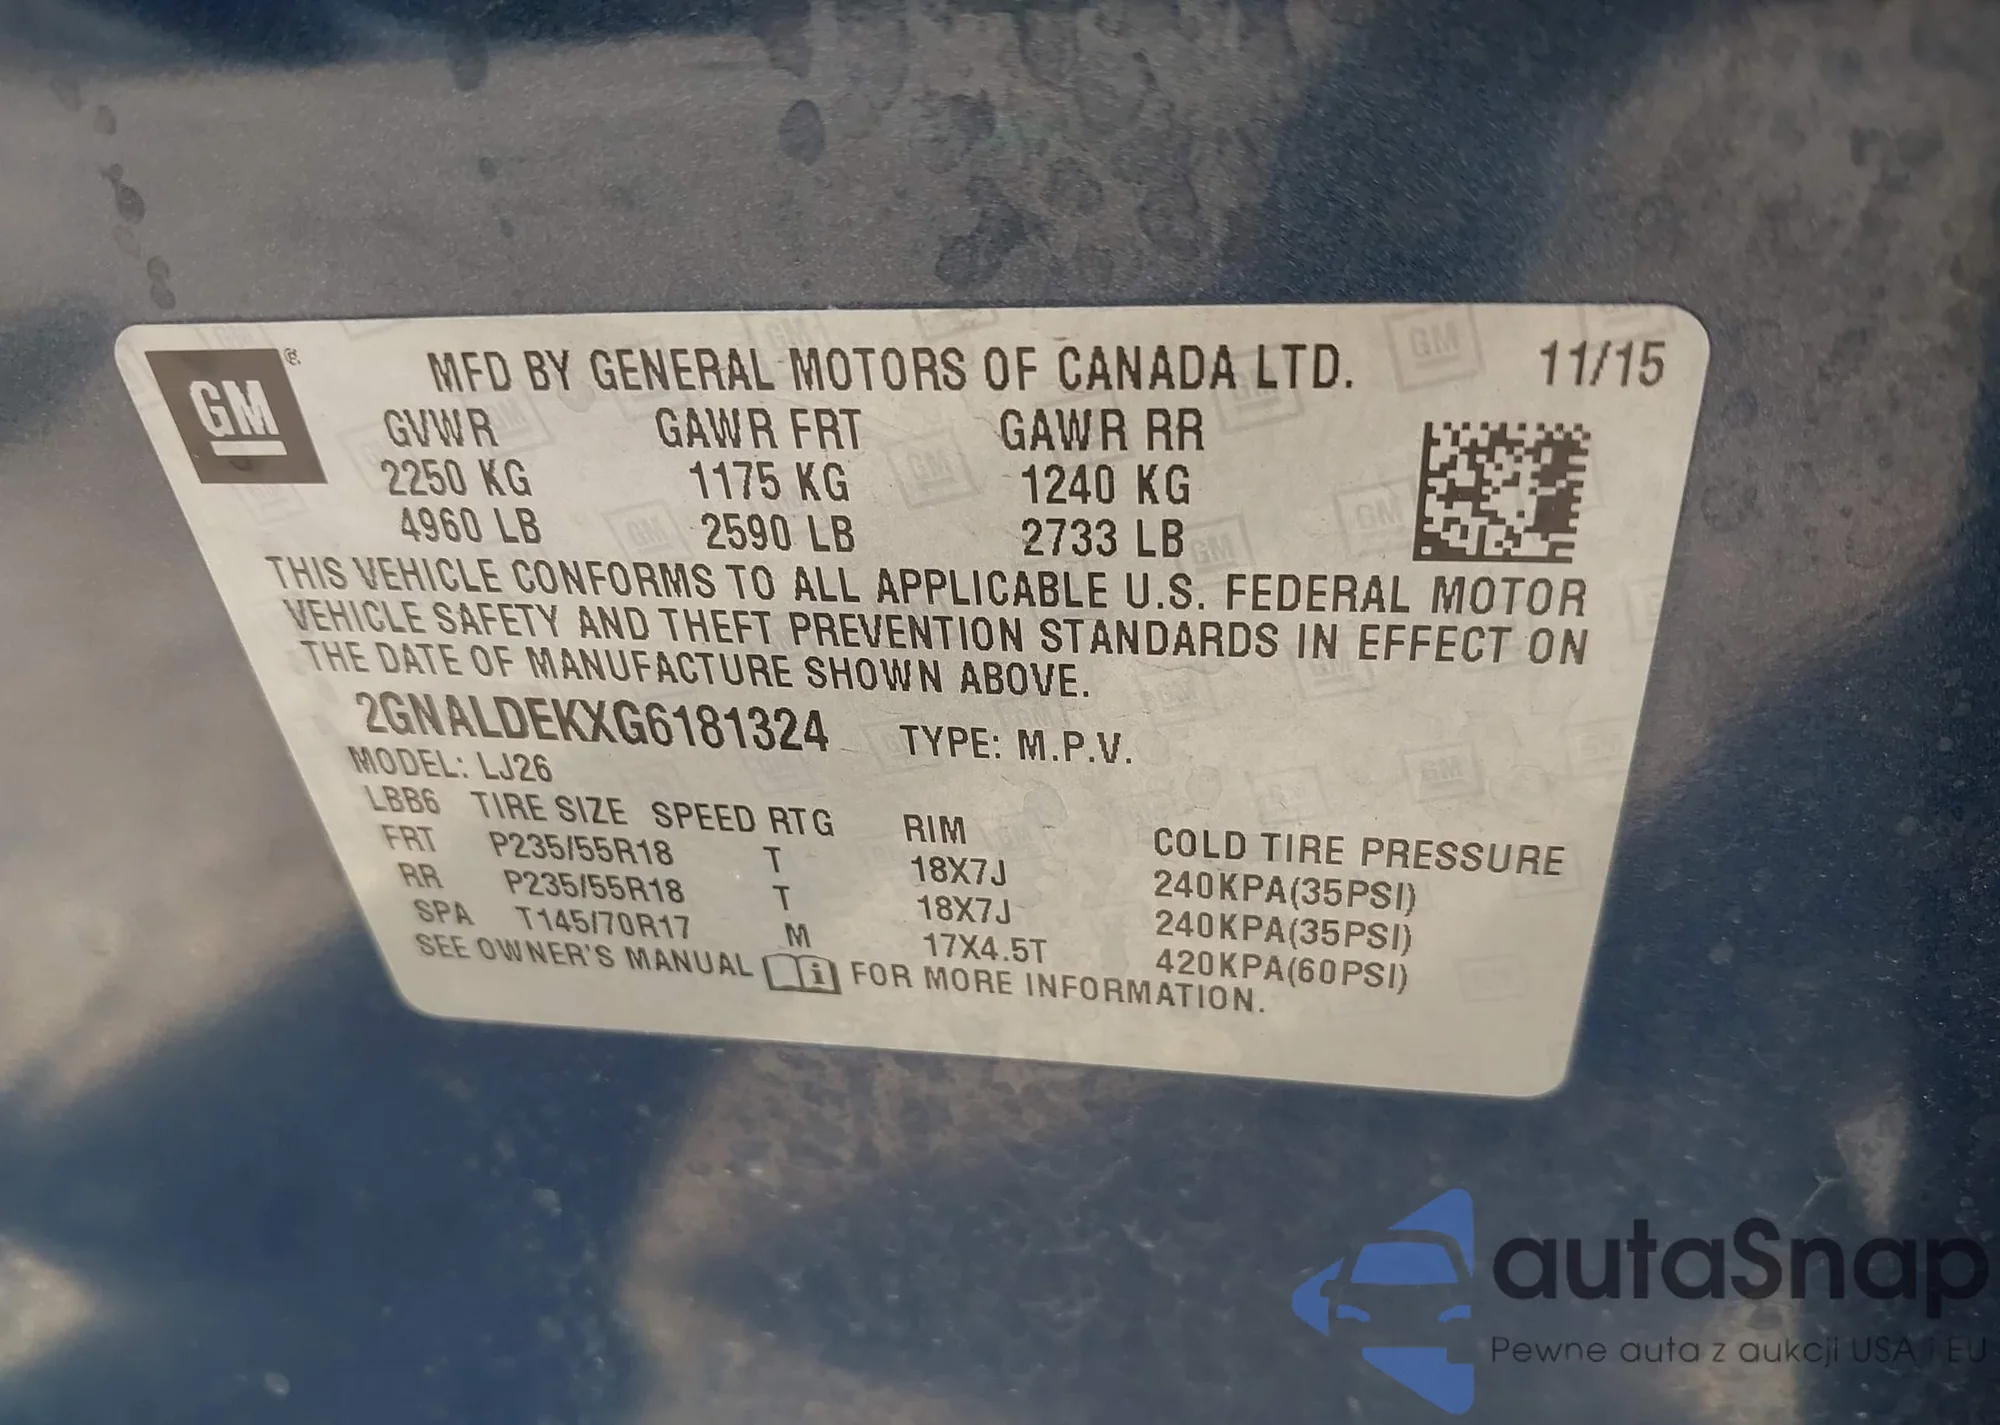 GM ® MFD BY GENERAL MOTORS OF CANADA LTD. 11/15
GVWR GAWR FRT GAWR RR
2250 KG 1175 KG 1240 KG
4960 LB 2590 LB 2733 LB
THIS VEHICLE CONFORMS TO ALL APPLICABLE U.S. FEDERAL MOTOR
VEHICLE SAFETY AND THEFT PREVENTION STANDARDS IN EFFECT ON
THE DATE OF MANUFACTURE SHOWN ABOVE.
2GNALDEKXG6181324 TYPE: M.P.V.
MODEL: LJ26
LBB6 TIRE SIZE SPEED RTG RIM COLD TIRE PRESSURE
FRT P235/55R18 T 18X7J 240KPA(35PSI)
RR P235/55R18 T 18X7J 240KPA(35PSI)
SPA T145/70R17 M 17X4.5T 420KPA(60PSI)
SEE OWNER'S MANUAL i FOR MORE INFORMATION.
autaSnap
Pewne auta z aukcji USA i EU